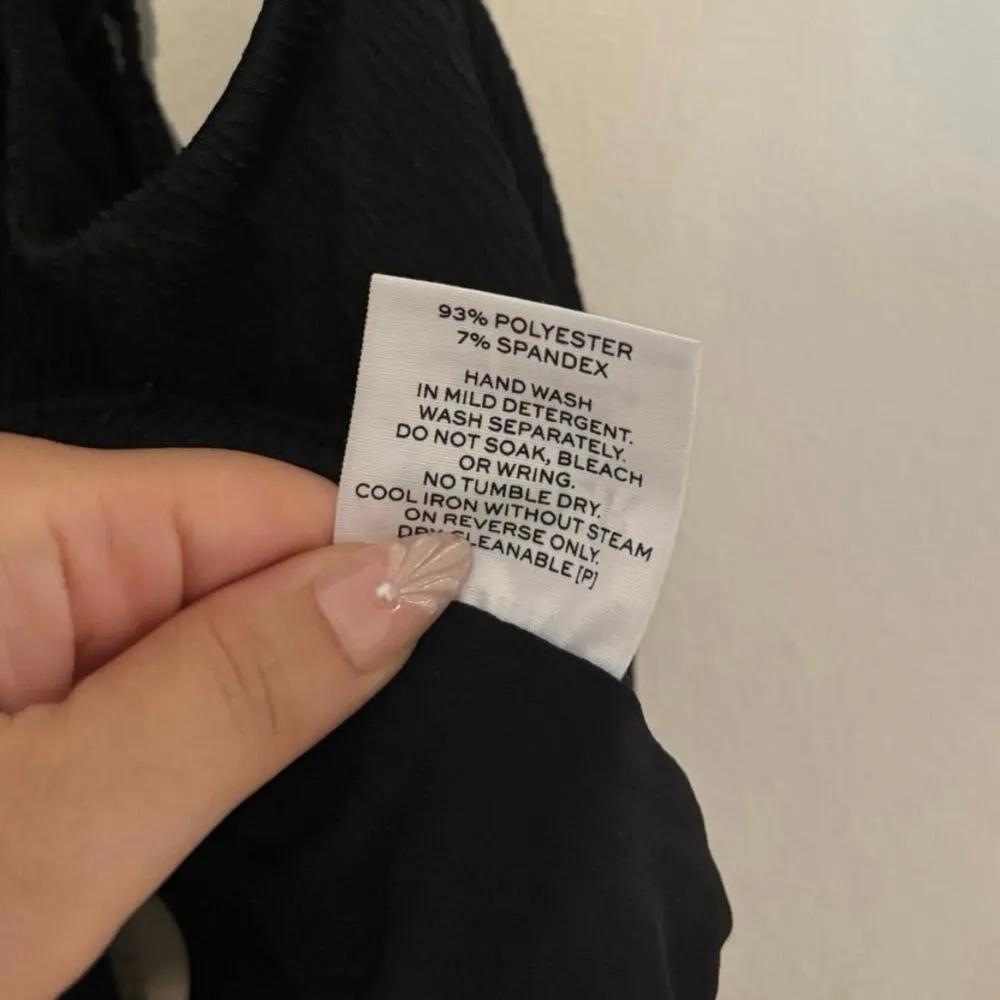 93% POLYESTER
7% SPANDEX
HAND WASH
IN MILD DETERGENT.
WASH SEPARATELY.
DO NOT SOAK, BLEACH
OR WRING.
NO TUMBLE DRY.
COOL IRON WITHOUT STEAM
ON REVERSE ONLY.
DRY CLEANABLE [P]